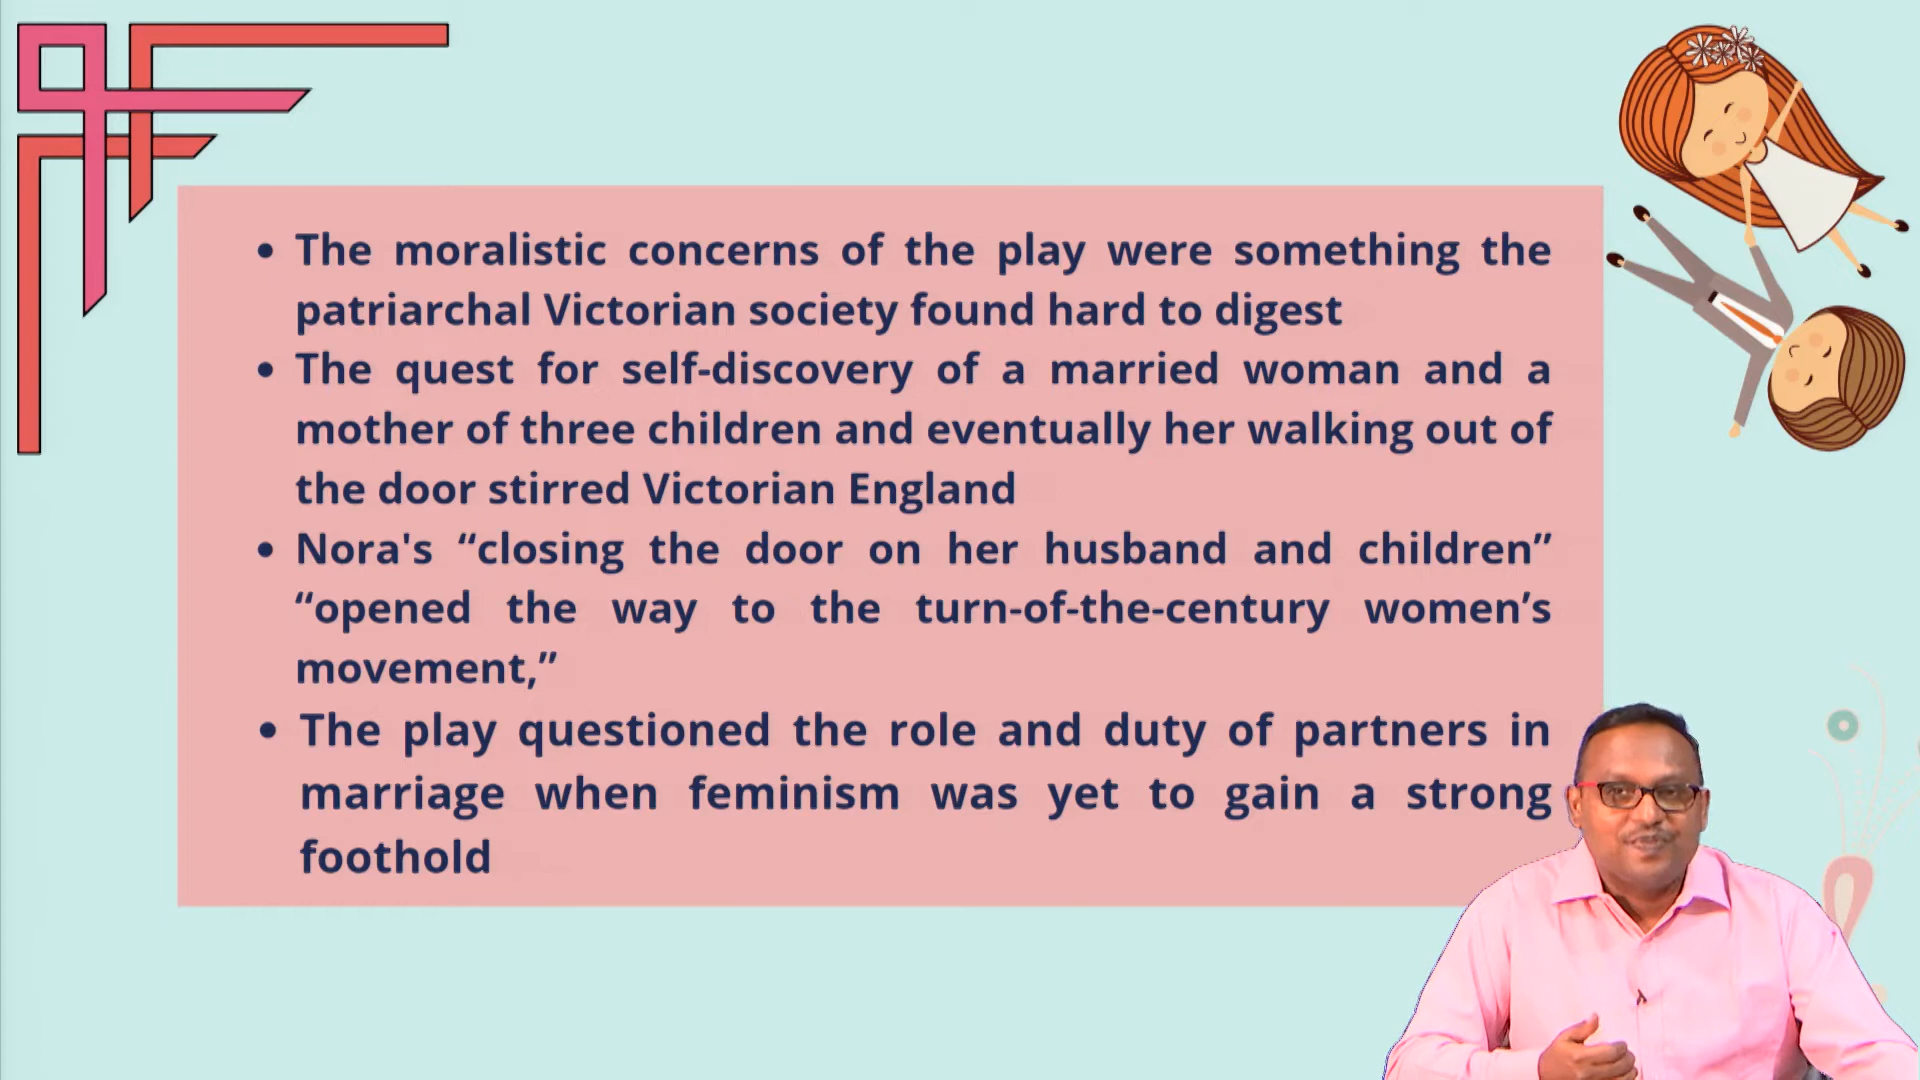 • The moralistic concerns of the play were something the
patriarchal Victorian society found hard to digest
• The quest for self-discovery of a married woman and a
mother of three children and eventually her walking out of
the door stirred Victorian England
• Nora's “closing the door on her husband and children”
“opened the way to the turn-of-the-century women’s
movement,”
• The play questioned the role and duty of partners in
marriage when feminism was yet to gain a strong
foothold